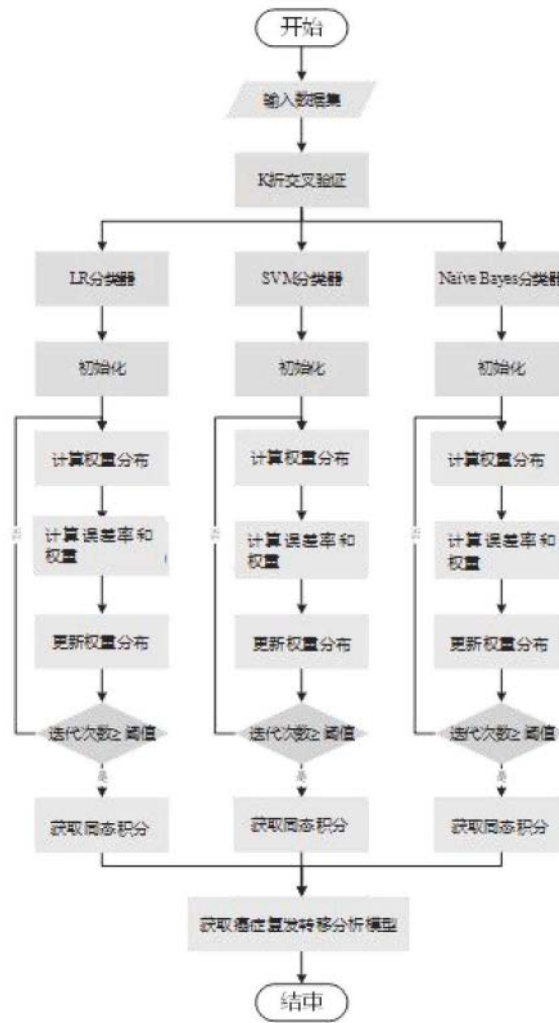 开始
输入数据集
K折交叉验证
LR分类器
SVM分类器
Naïve Bayes分类器
初始化
初始化
初始化
计算权重分布
计算权重分布
计算权重分布
计算误差率和
权重
计算误差率和
权重
计算误差率和
权重
更新权重分布
更新权重分布
更新权重分布
迭代次数≥ 阈值
迭代次数≥ 阈值
迭代次数≥ 阈值
是
是
是
获取同态积分
获取同态积分
获取同态积分
获取癌症复发转移分析模型
结束